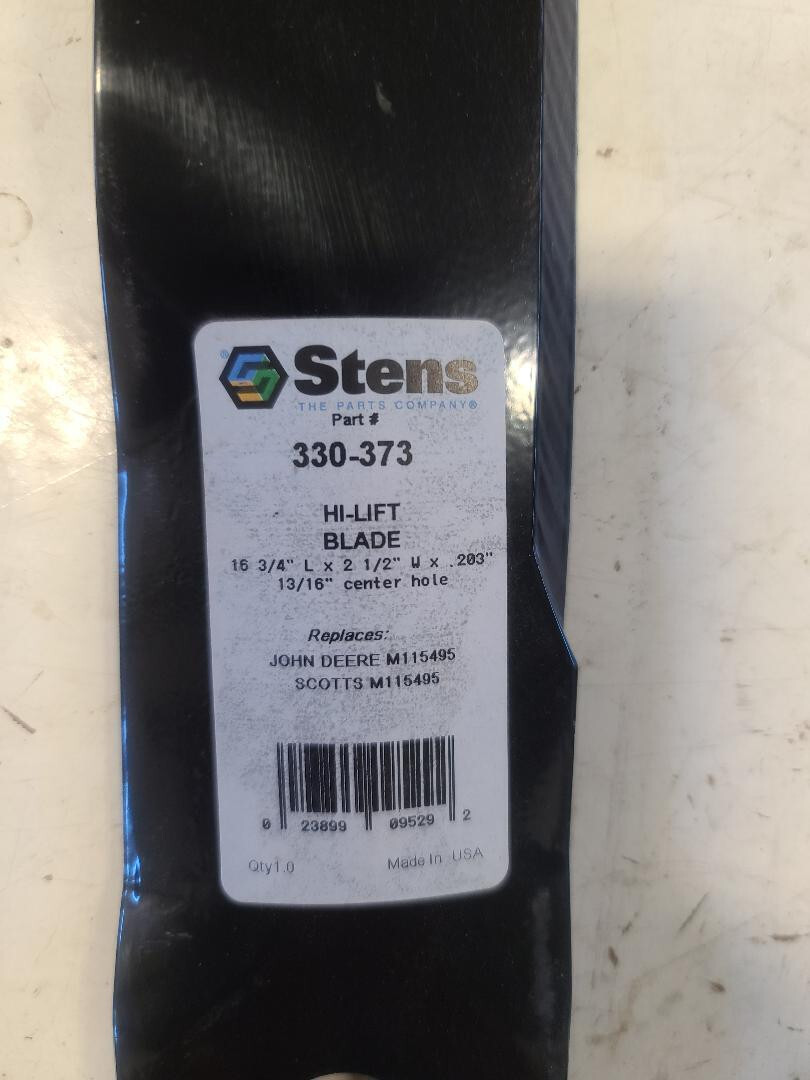 ® Stens
THE PARTS COMPANY®
Part #
330-373
HI-LIFT
BLADE
16 3/4" L x 2 1/2" W x .203"
13/16" center hole
Replaces:
JOHN DEERE M115495
SCOTTS M115495
0 23899 09529 2
Qty1.0 Made In USA